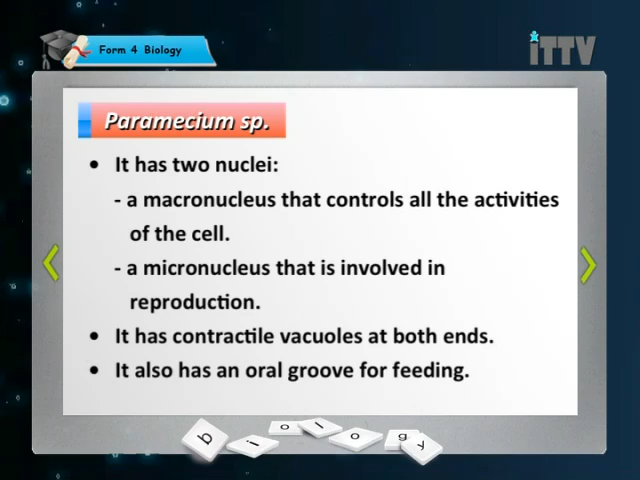 Form 4 Biology
iTTV
Paramecium sp.
• It has two nuclei:
- a macronucleus that controls all the activities
of the cell.
- a micronucleus that is involved in
reproduction.
• It has contractile vacuoles at both ends.
• It also has an oral groove for feeding.
biology